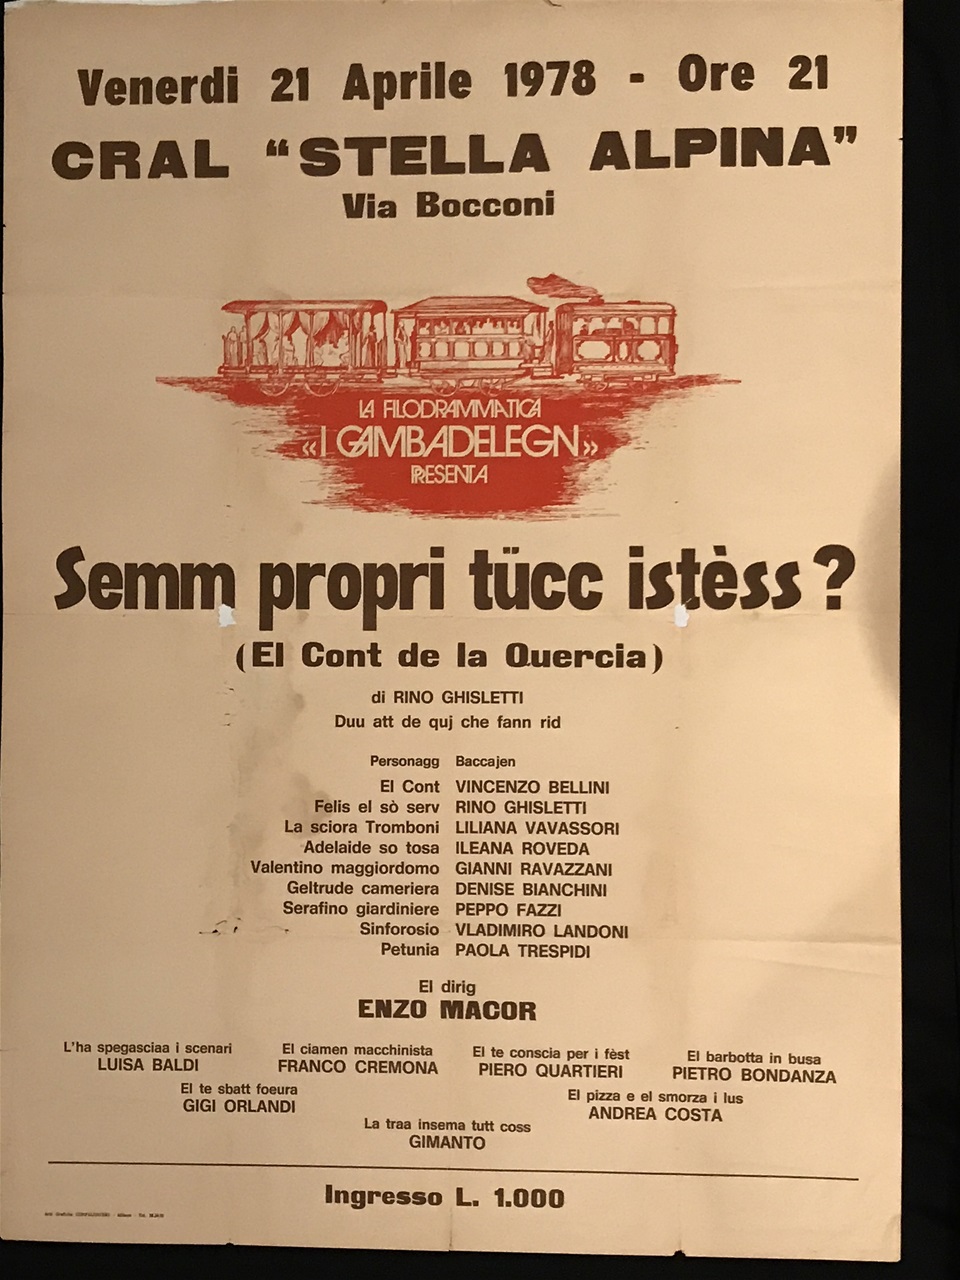 Venerdi 21 Aprile 1978 - Ore 21
CRAL “STELLA ALPINA”
Via Bocconi
LA FILODRAMMATICA
«I GAMBADELEGN»
PRESENTA
Semm propri tücc istèss?
(El Cont de la Quercia)
di RINO GHISLETTI
Duu att de quj che fann rid
Personagg Baccajen
El Cont VINCENZO BELLINI
Felis el sò serv RINO GHISLETTI
La sciora Tromboni LILIANA VAVASSORI
Adelaide so tosa ILEANA ROVEDA
Valentino maggiordomo GIANNI RAVAZZANI
Geltrude cameriera DENISE BIANCHINI
Serafino giardiniere PEPPO FAZZI
Sinforosio VLADIMIRO LANDONI
Petunia PAOLA TRESPIDI
El dirig
ENZO MACOR
L'ha spegasciaa i scenari
LUISA BALDI
El ciamen macchinista
FRANCO CREMONA
El te conscia per i fèst
PIERO QUARTIERI
El barbotta in busa
PIETRO BONDANZA
El te sbatt foeura
GIGI ORLANDI
El pizza e el smorza i lus
ANDREA COSTA
La traa insema tutt coss
GIMANTO
Ingresso L. 1.000